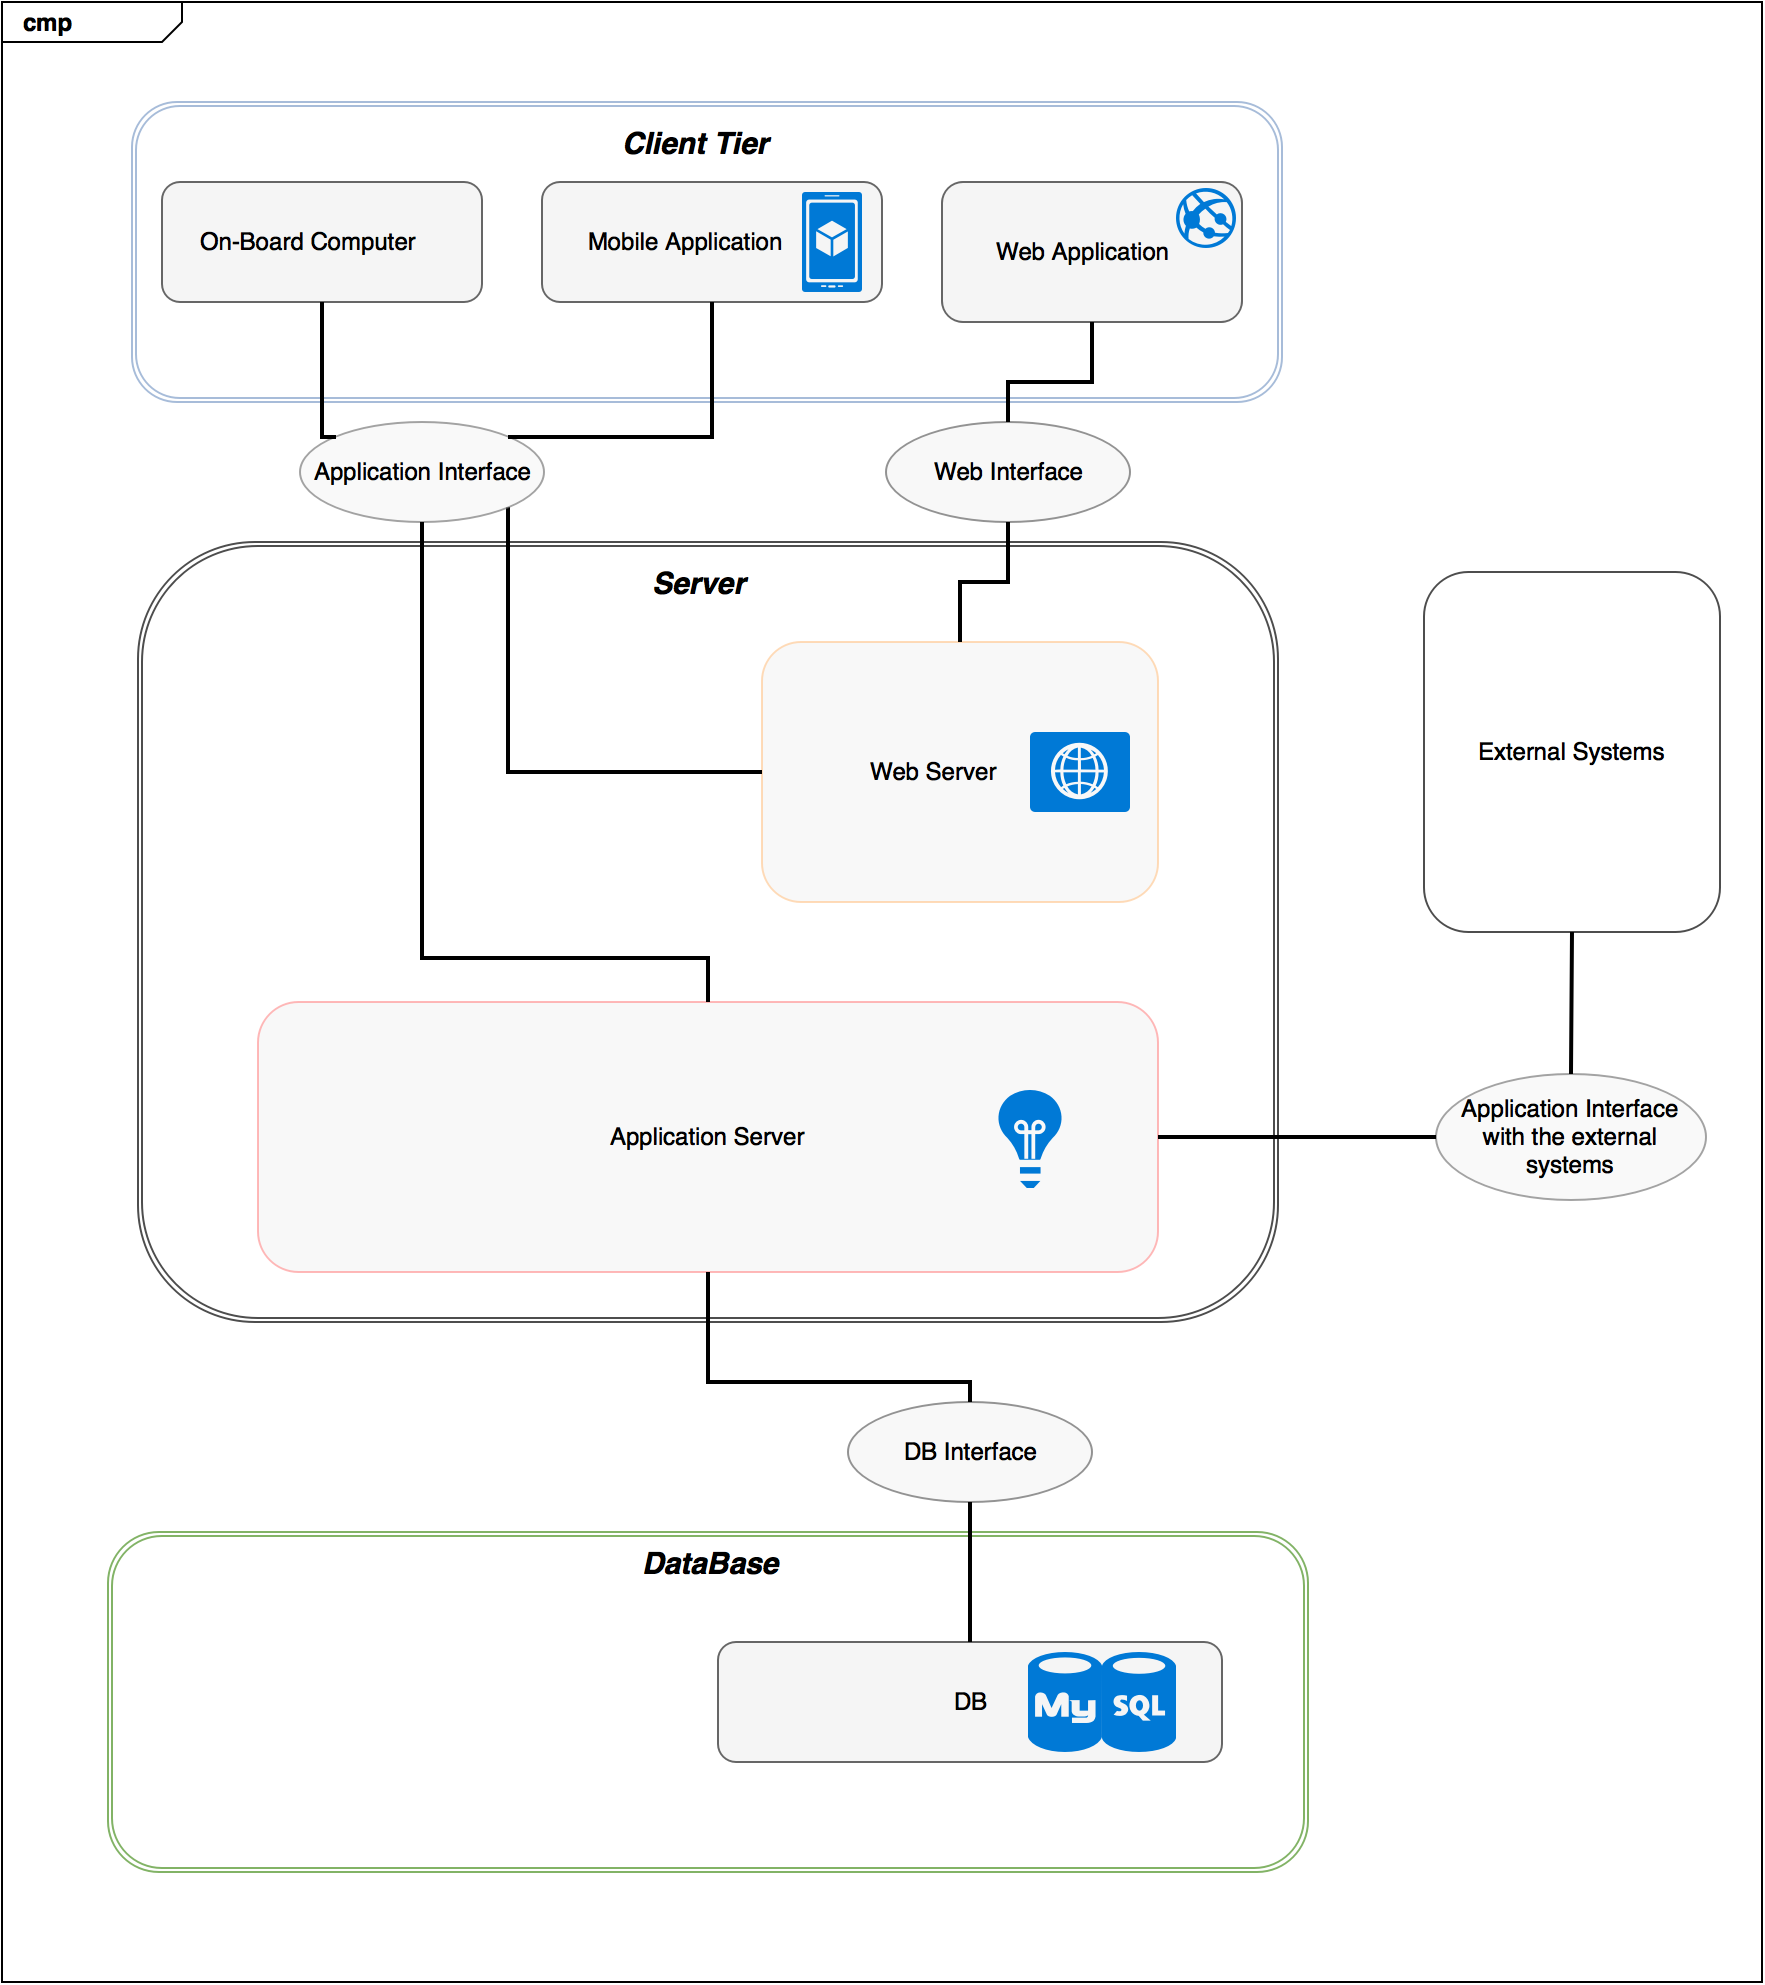 cmp
Client Tier
On-Board Computer
Mobile Application
Web Application
Application Interface
Web Interface
Server
Web Server
External Systems
Application Server
Application Interface
with the external
systems
DB Interface
DataBase
DB
My SQL